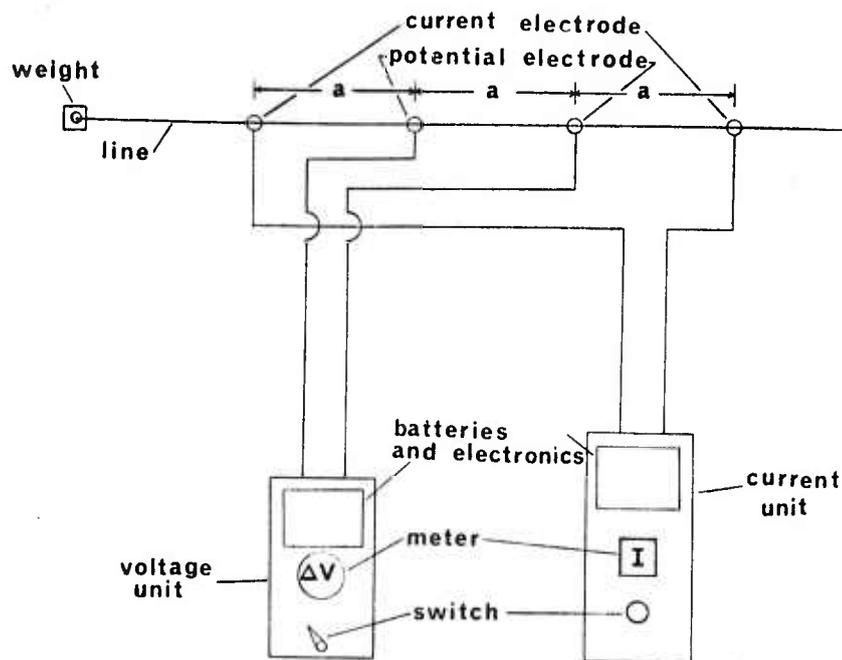 current electrode
potential electrode
weight
a a a
line
batteries
and electronics
current
unit
meter
voltage
unit
ΔV
I
switch